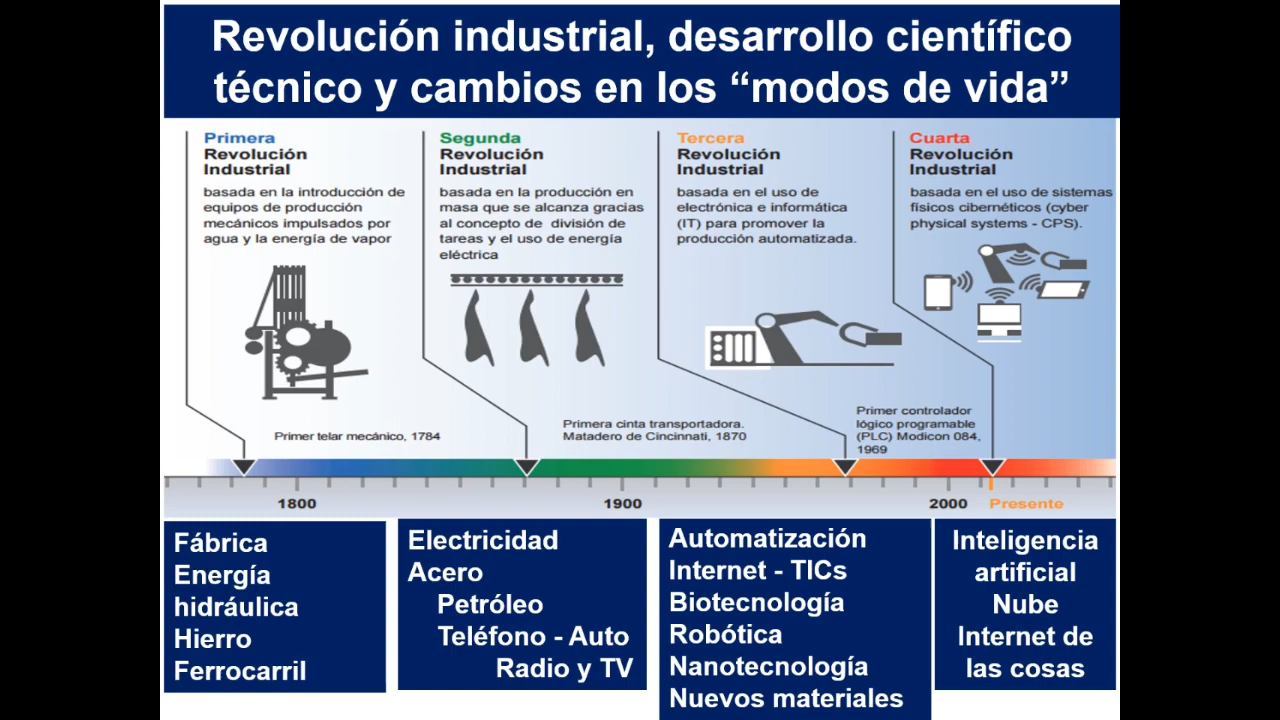 Revolución industrial, desarrollo científico
técnico y cambios en los “modos de vida”
Primera
Revolución
Industrial
basada en la introducción de
equipos de producción
mecánicos impulsados por
agua y la energía de vapor
Segunda
Revolución
Industrial
basada en la producción en
masa que se alcanza gracias
al concepto de división de
tareas y el uso de energía
eléctrica
Tercera
Revolución
Industrial
basada en el uso de
electrónica e informática
(IT) para promover la
producción automatizada.
Cuarta
Revolución
Industrial
basada en el uso de sistemas
físicos cibernéticos (cyber
physical systems - CPS).
Primer telar mecánico, 1784
Primera cinta transportadora.
Matadero de Cincinnati, 1870
Primer controlador
lógico programable
(PLC) Modicon 084,
1969
1800
1900
2000
Presente
Fábrica
Energía
hidráulica
Hierro
Ferrocarril
Electricidad
Acero
Petróleo
Teléfono - Auto
Radio y TV
Automatización
Internet - TICs
Biotecnología
Robótica
Nanotecnología
Nuevos materiales
Inteligencia
artificial
Nube
Internet de
las cosas